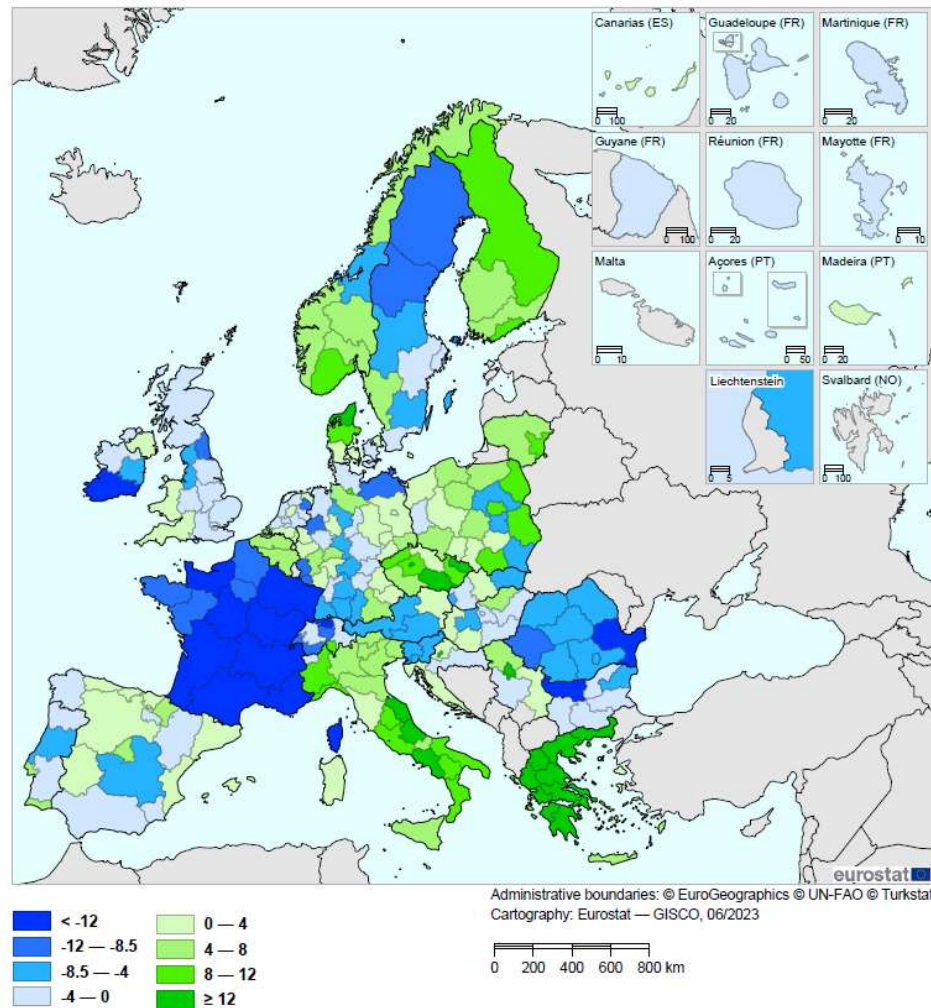 Canarias (ES)
0 100
Guadeloupe (FR)
0 20
Martinique (FR)
0 20
Guyane (FR)
0 100
Réunion (FR)
0 20
Mayotte (FR)
0 10
Malta
0 10
Açores (PT)
0 50
Madeira (PT)
0 20
Liechtenstein
0 5
Svalbard (NO)
0 100
eurostat
Administrative boundaries: © EuroGeographics © UN-FAO © Turkstat
Cartography: Eurostat — GISCO, 06/2023
< -12
-12 — -8.5
-8.5 — -4
-4 — 0
0 — 4
4 — 8
8 — 12
≥ 12
0 200 400 600 800 km